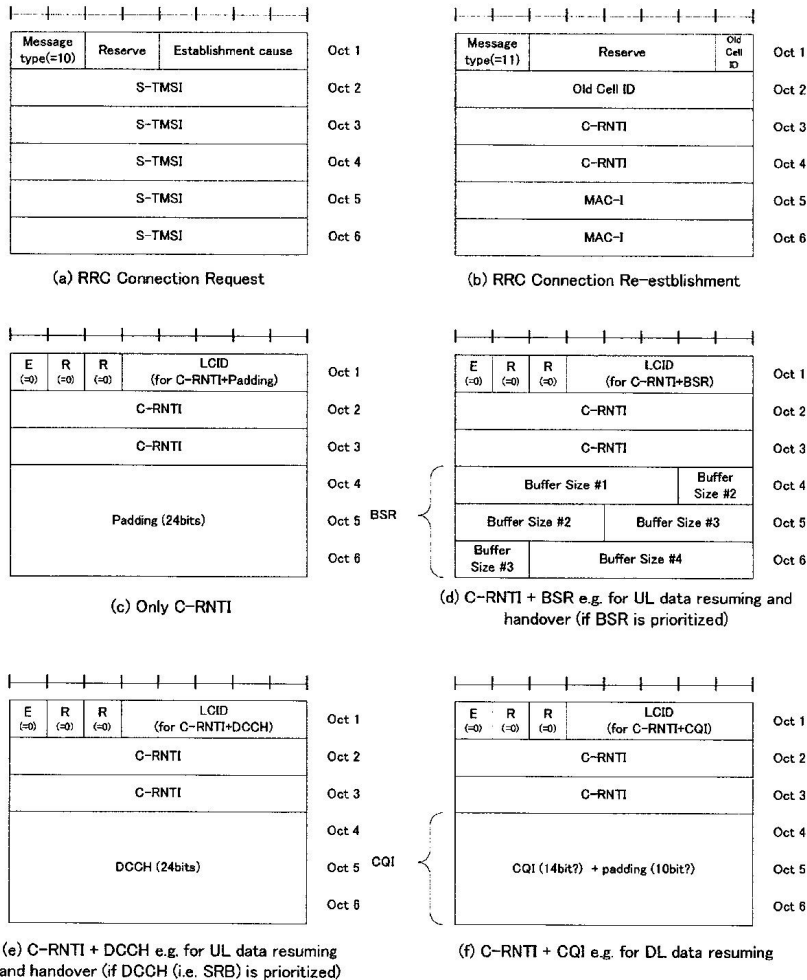 Message type(=10) Reserve Establishment cause Oct 1
S-TMSI Oct 2
S-TMSI Oct 3
S-TMSI Oct 4
S-TMSI Oct 5
S-TMSI Oct 6
(a) RRC Connection Request
Message type(=11) Reserve Old Cell ID Oct 1
Old Cell ID Oct 2
C-RNTI Oct 3
C-RNTI Oct 4
MAC-I Oct 5
MAC-I Oct 6
(b) RRC Connection Re-estblishment
E (=0) R (=0) R (=0) LCID (for C-RNTI+Padding) Oct 1
C-RNTI Oct 2
C-RNTI Oct 3
Oct 4
Padding (24bits) Oct 5
Oct 6
(c) Only C-RNTI
E (=0) R (=0) R (=0) LCID (for C-RNTI+BSR) Oct 1
C-RNTI Oct 2
C-RNTI Oct 3
Buffer Size #1 Buffer Size #2 Oct 4
BSR Buffer Size #2 Buffer Size #3 Oct 5
Buffer Size #3 Buffer Size #4 Oct 6
(d) C-RNTI + BSR e.g. for UL data resuming and
handover (if BSR is prioritized)
E (=0) R (=0) R (=0) LCID (for C-RNTI+DCCH) Oct 1
C-RNTI Oct 2
C-RNTI Oct 3
Oct 4
DCCH (24bits) Oct 5
Oct 6
(e) C-RNTI + DCCH e.g. for UL data resuming
and handover (if DCCH (i.e. SRB) is prioritized)
E (=0) R (=0) R (=0) LCID (for C-RNTI+CQI) Oct 1
C-RNTI Oct 2
C-RNTI Oct 3
Oct 4
CQI CQI (14bit?) + padding (10bit?) Oct 5
Oct 6
(f) C-RNTI + CQI e.g. for DL data resuming